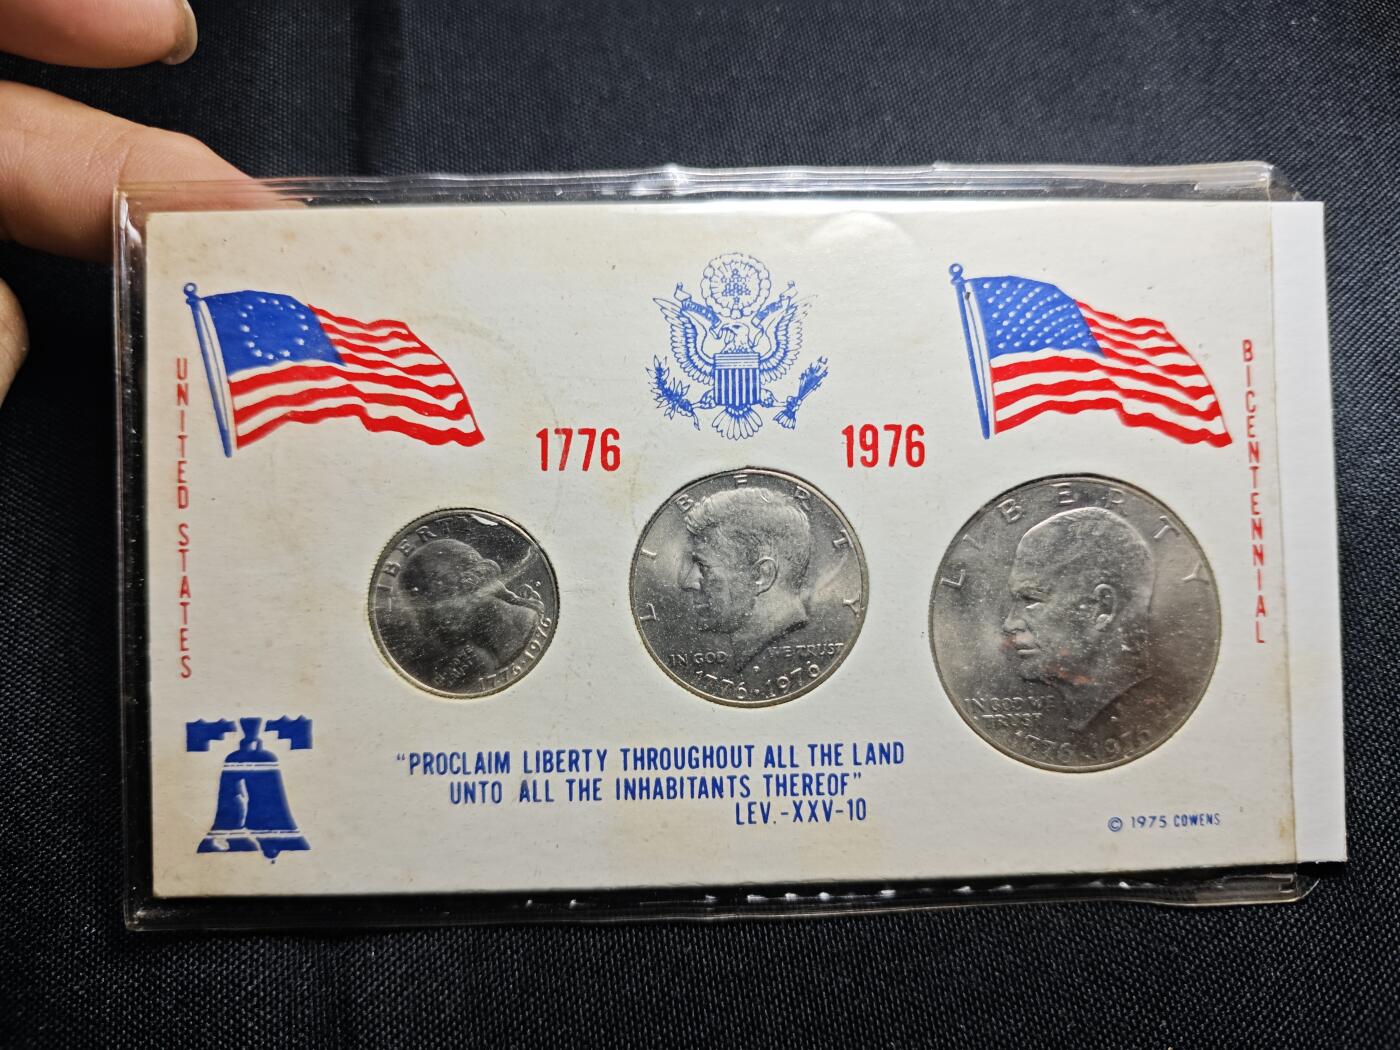 UNITED STATES
1776
1976
BICENTENNIAL
LIBERTY
1776·1976
LIBERTY
IN GOD WE TRUST
1776·1976
LIBERTY
IN GOD WE
TRUST
1776·1976
"PROCLAIM LIBERTY THROUGHOUT ALL THE LAND
UNTO ALL THE INHABITANTS THEREOF"
LEV.-XXV-10
© 1975 COWENS